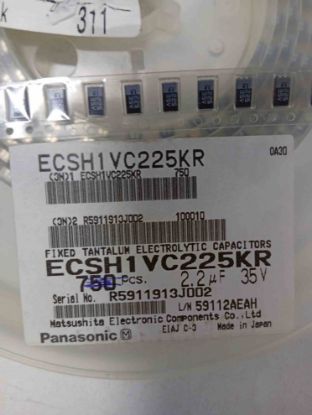 311
ECSH1VC225KR
0A30
(3N)1 ECSH1VC225KR 750
(3N)2 R5911913J002 100010
FIXED TANTALUM ELECTROLYTIC CAPACITORS
ECSH1VC225KR
750 PCS. 2.2μF 35V
Serial No. R5911913J002
L/N 59112AEAH
Matsushita Electronic Components Co.,Ltd
Panasonic M EIAJ C-3 Made in Japan